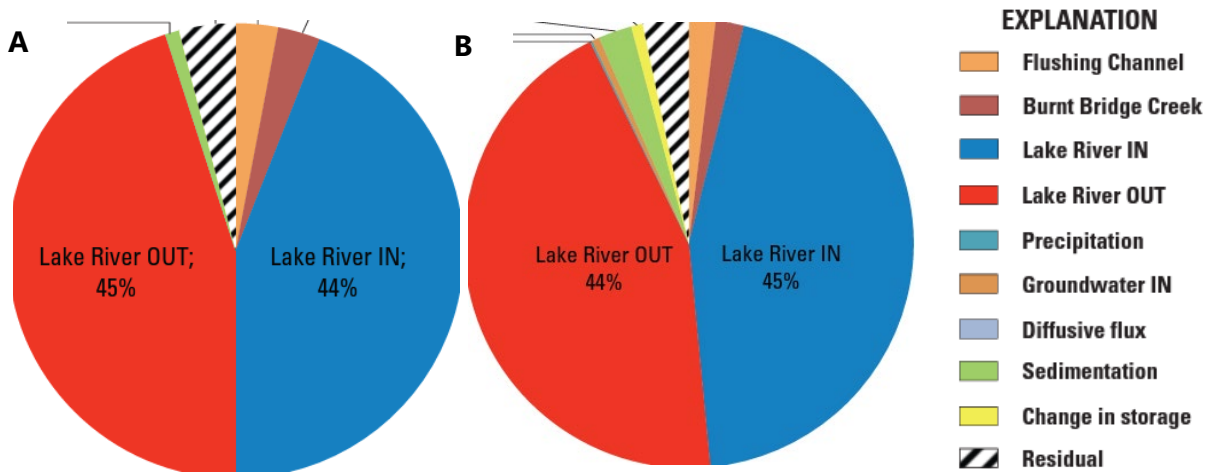 A
Lake River OUT;
45%
Lake River IN;
44%
B
Lake River OUT
44%
Lake River IN
45%
EXPLANATION
Flushing Channel
Burnt Bridge Creek
Lake River IN
Lake River OUT
Precipitation
Groundwater IN
Diffusive flux
Sedimentation
Change in storage
Residual